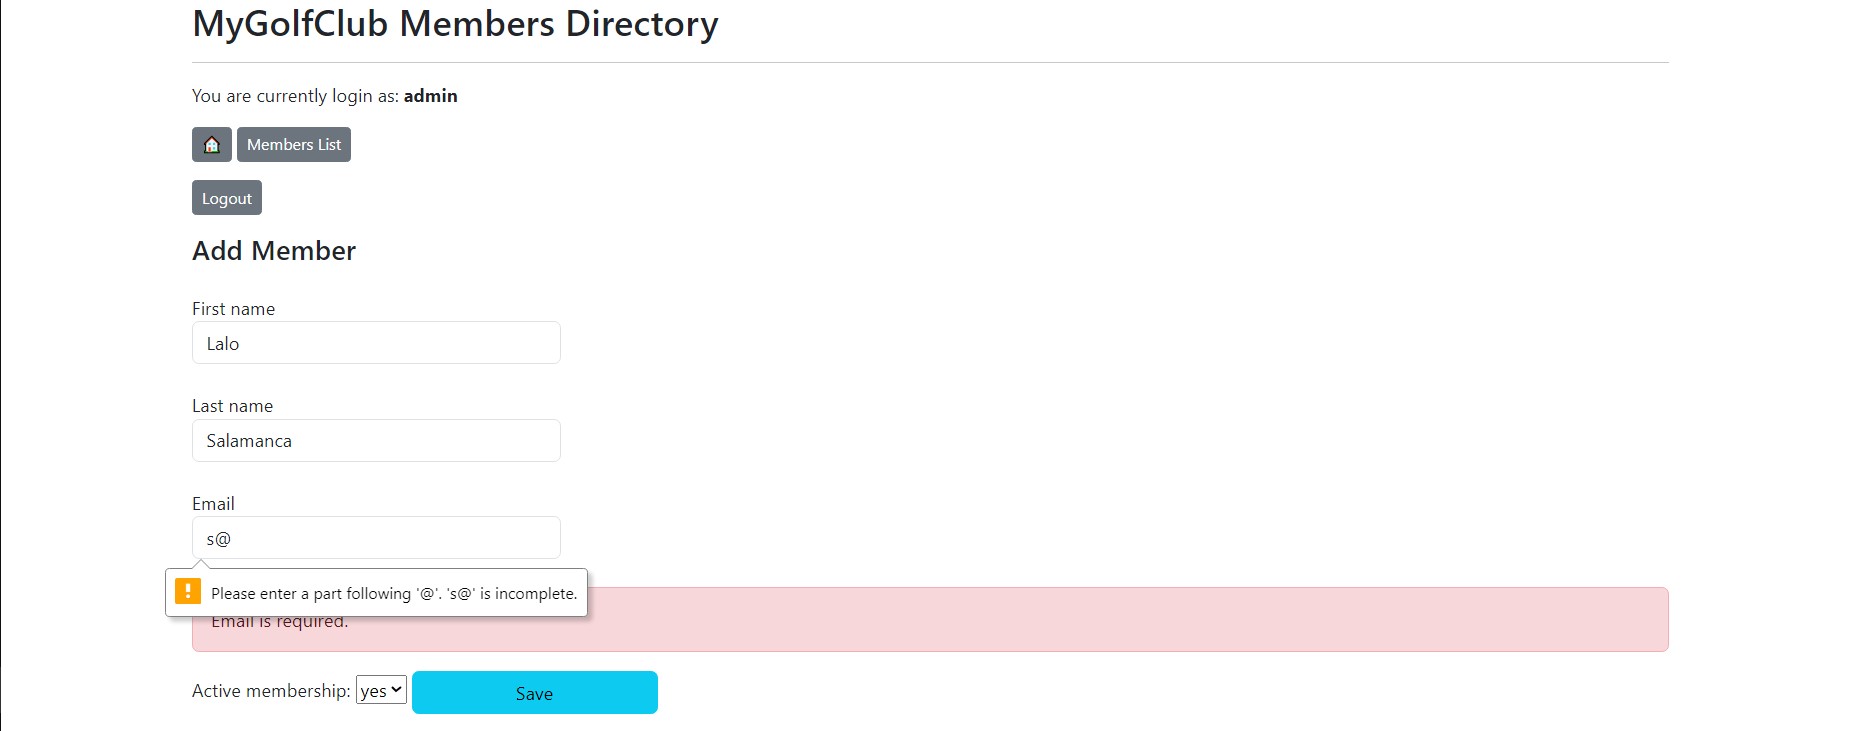 MyGolfClub Members Directory
You are currently login as: admin
Members List
Logout
Add Member
First name
Lalo
Last name
Salamanca
Email
s@
Please enter a part following '@'. 's@' is incomplete.
Email is required.
Active membership: yes Save